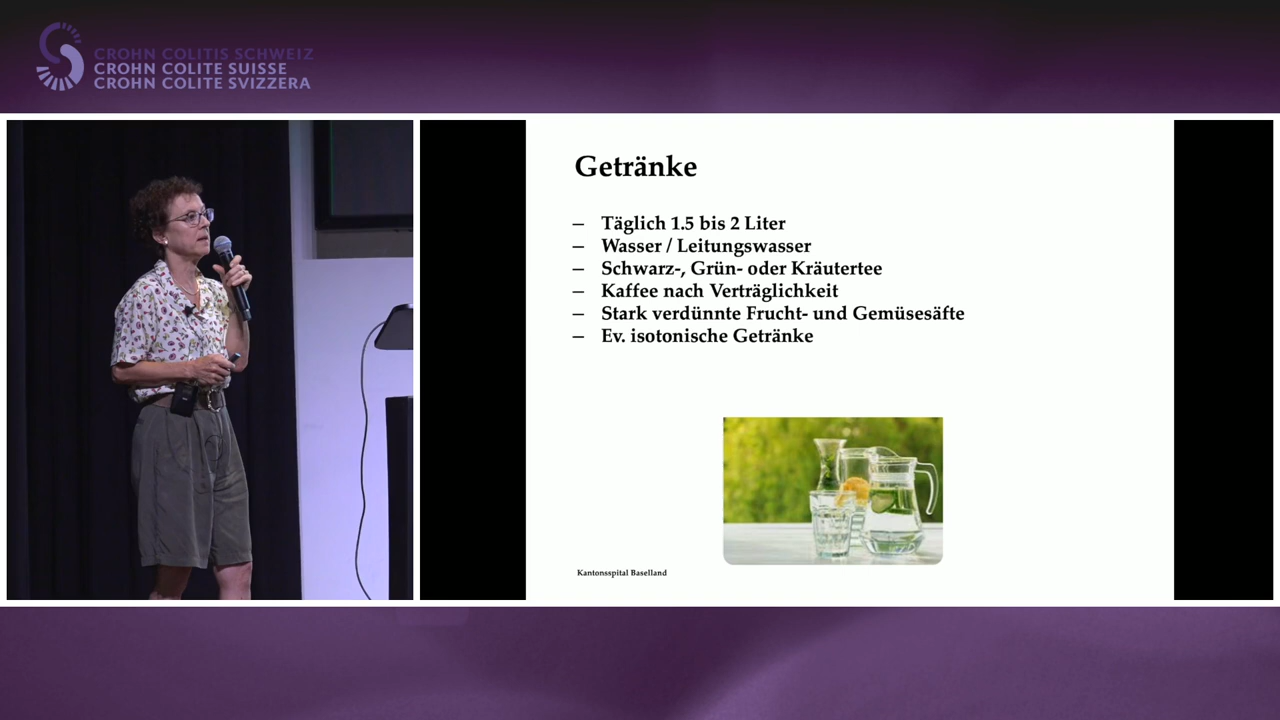 CROHN COLITIS SCHWEIZ
CROHN COLITE SUISSE
CROHN COLITE SVIZZERA
Getränke
– Täglich 1.5 bis 2 Liter
– Wasser / Leitungswasser
– Schwarz-, Grün- oder Kräutertee
– Kaffee nach Verträglichkeit
– Stark verdünnte Frucht- und Gemüsesäfte
– Ev. isotonische Getränke
Kantonsspital Baselland